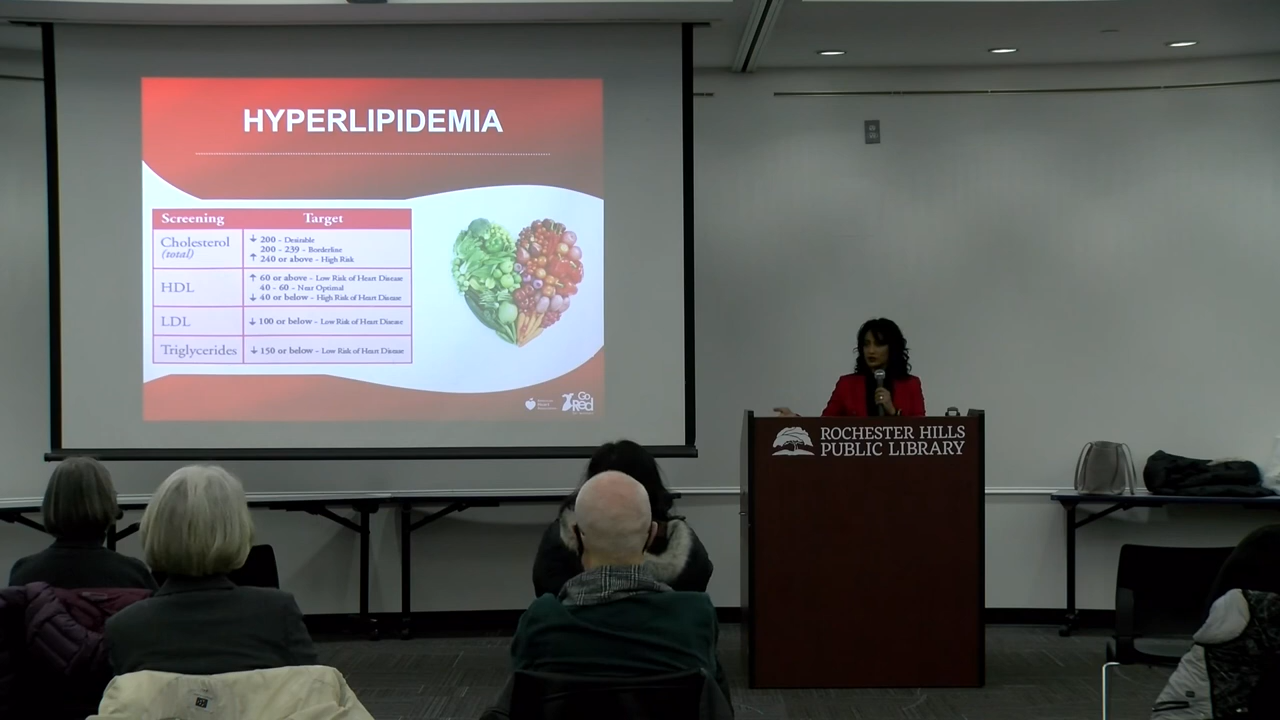 HYPERLIPIDEMIA
Screening Target
Cholesterol (total)
↓ 200 - Desirable
200 - 239 - Borderline
↑ 240 or above - High Risk
HDL
↑ 60 or above - Low Risk of Heart Disease
40 - 60 - Near Optimal
↓ 40 or below - High Risk of Heart Disease
LDL
↓ 100 or below - Low Risk of Heart Disease
Triglycerides
↓ 150 or below - Low Risk of Heart Disease
Go
Red
ROCHESTER HILLS
PUBLIC LIBRARY